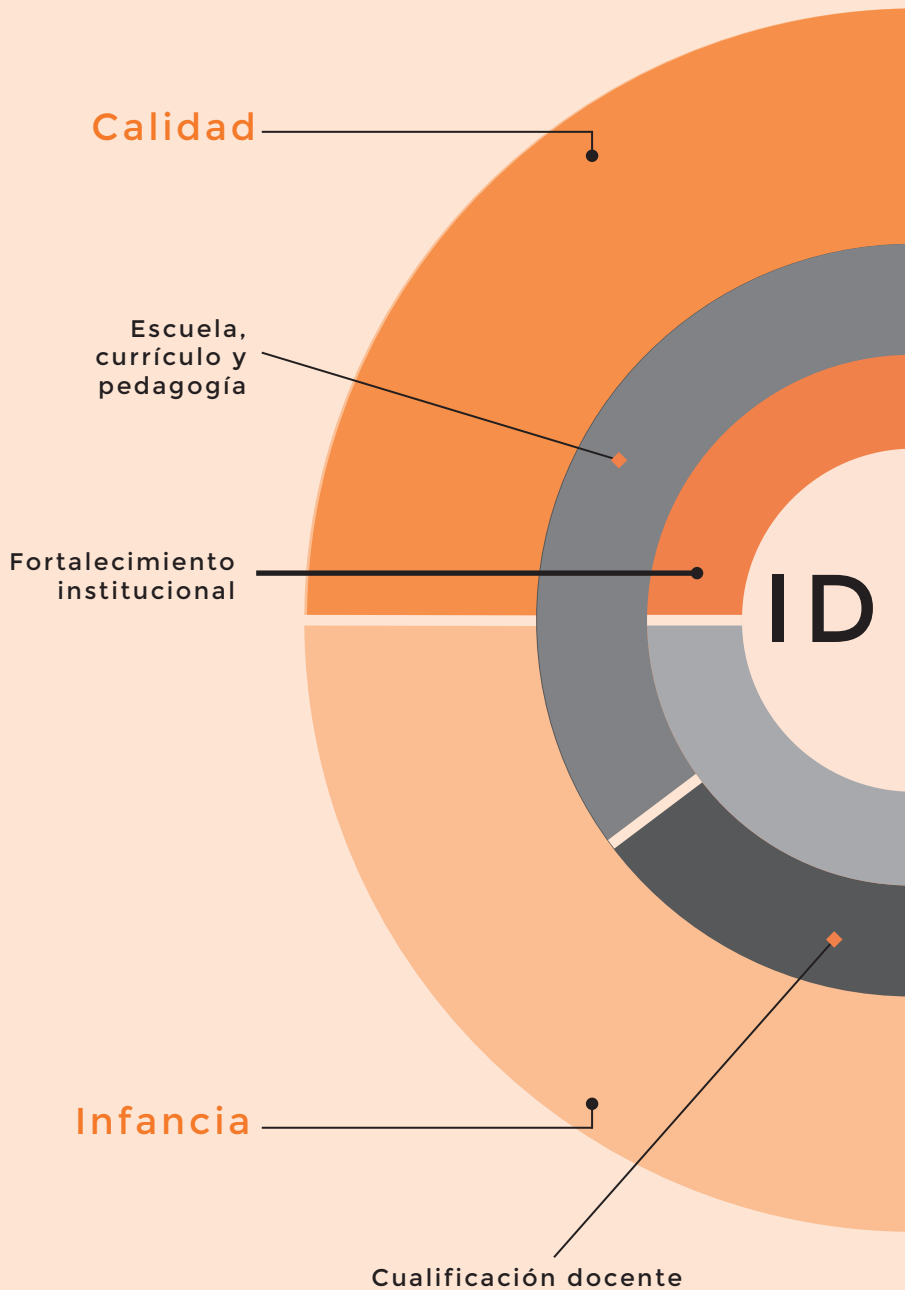 Calidad
Escuela,
currículo y
pedagogía
Fortalecimiento
institucional
ID
Infancia
Cualificación docente